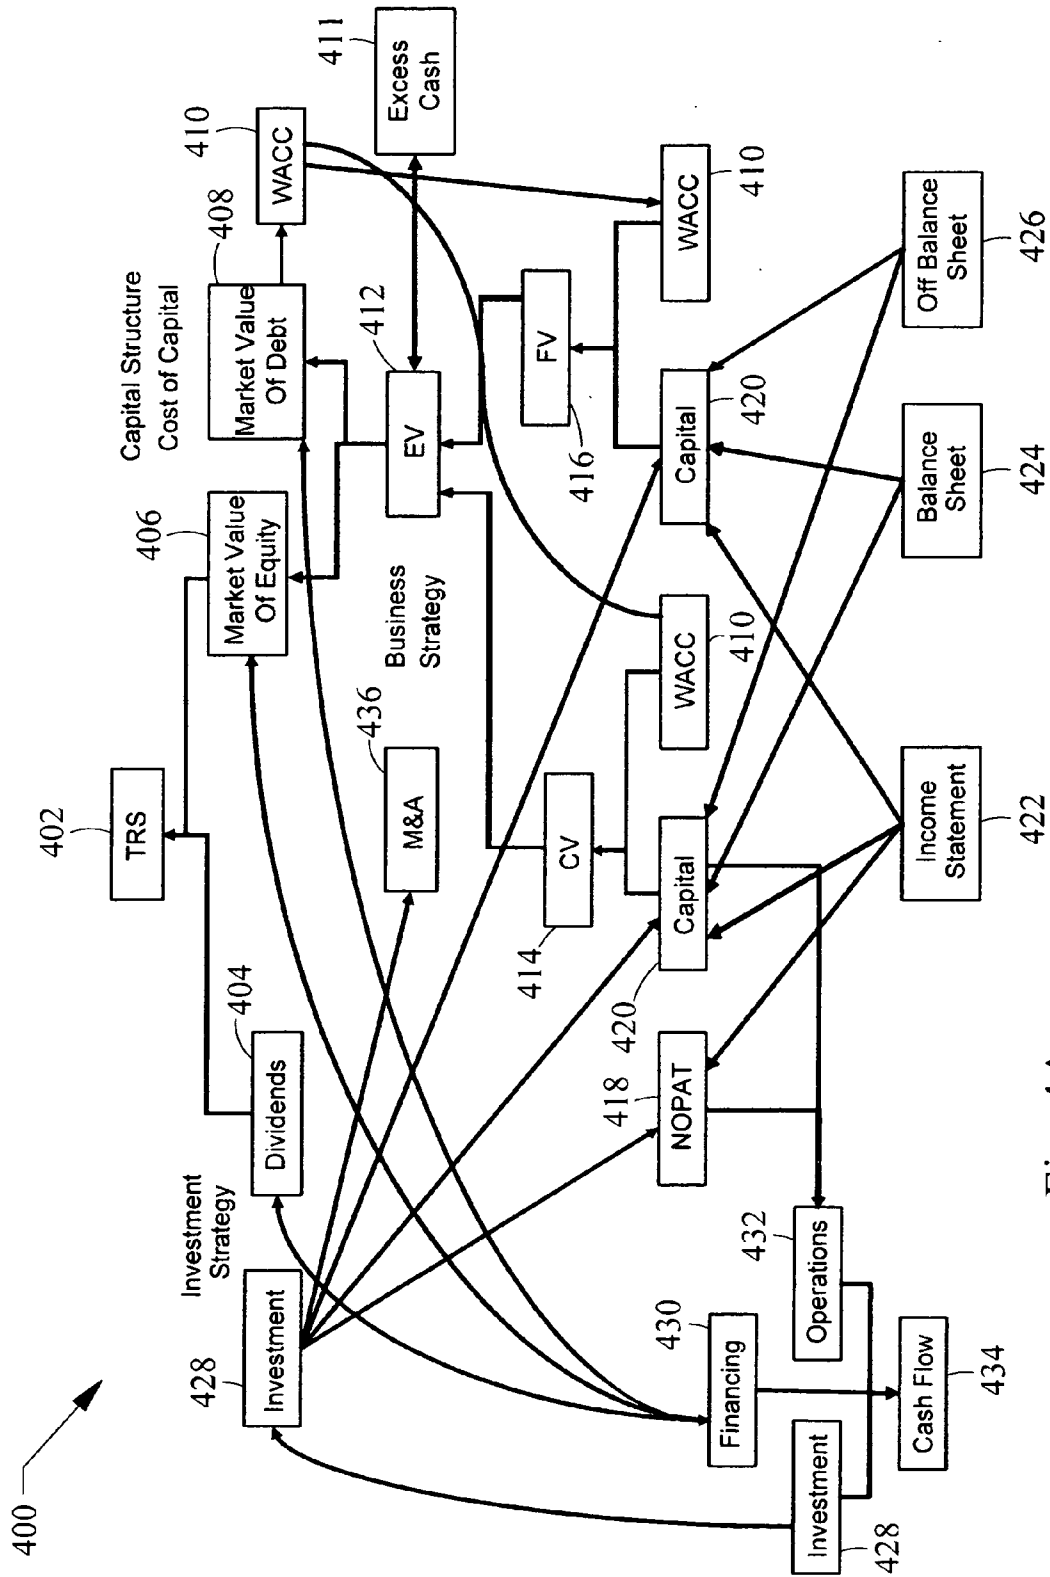 400
402
TRS
Capital Structure
Cost of Capital
Investment
Strategy
428
Investment
404
Dividends
406
Market Value
Of Equity
408
Market Value
Of Debt
410
WACC
436
M&A
Business
Strategy
412
EV
411
Excess
Cash
414
CV
416
FV
418
NOPAT
420
Capital
WACC
410
Capital
420
WACC
410
430
Financing
432
Operations
Investment
428
Cash Flow
434
Income
Statement
422
Balance
Sheet
424
Off Balance
Sheet
426